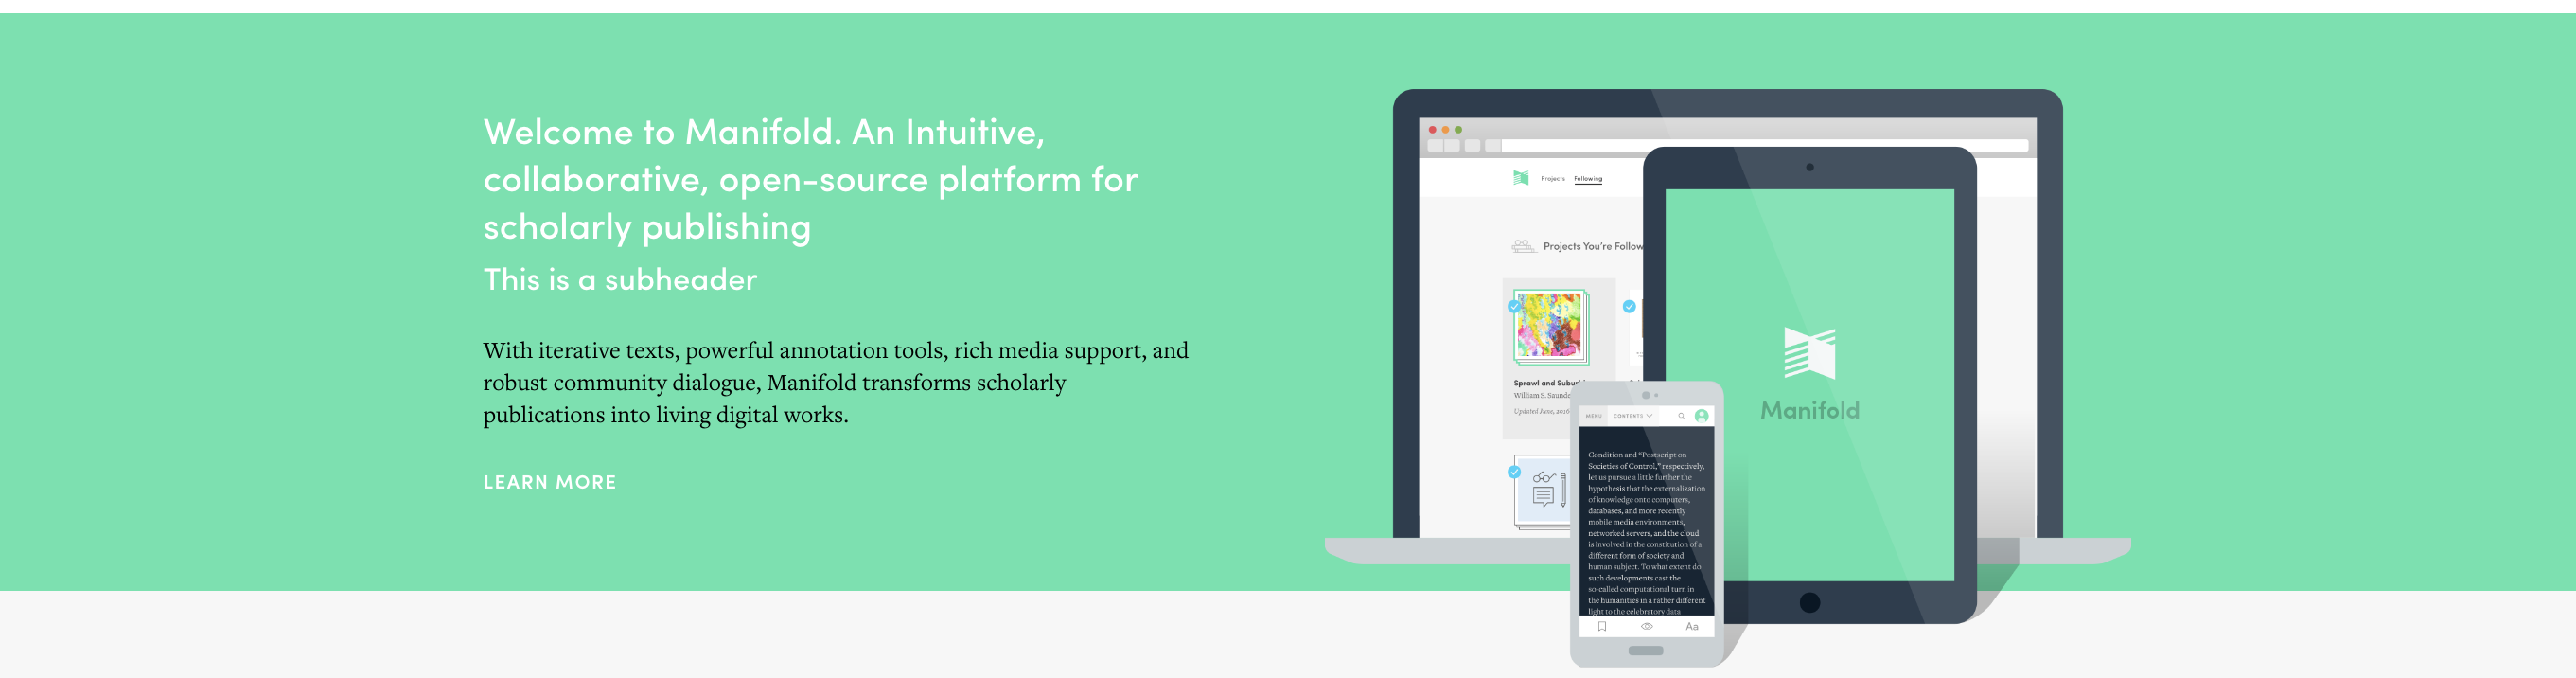 Welcome to Manifold. An Intuitive,
collaborative, open-source platform for
scholarly publishing
This is a subheader
With iterative texts, powerful annotation tools, rich media support, and
robust community dialogue, Manifold transforms scholarly
publications into living digital works.
LEARN MORE
Projects Following
Projects You're Follow
Sprawl and Subur
William S. Saunde
Updated June, 2016
Manifold
MENU CONTENTS
Condition and “Postscript on
Societies of Control,” respectively,
let us pursue a little further the
hypothesis that the externalization
of knowledge onto computers,
databases, and more recently
mobile media environments,
networked servers, and the cloud
is involved in the constitution of a
different form of society and
human subject. To what extent do
such developments cast the
so-called computational turn in
the humanities in a rather different
light to the celebratory data
Aa